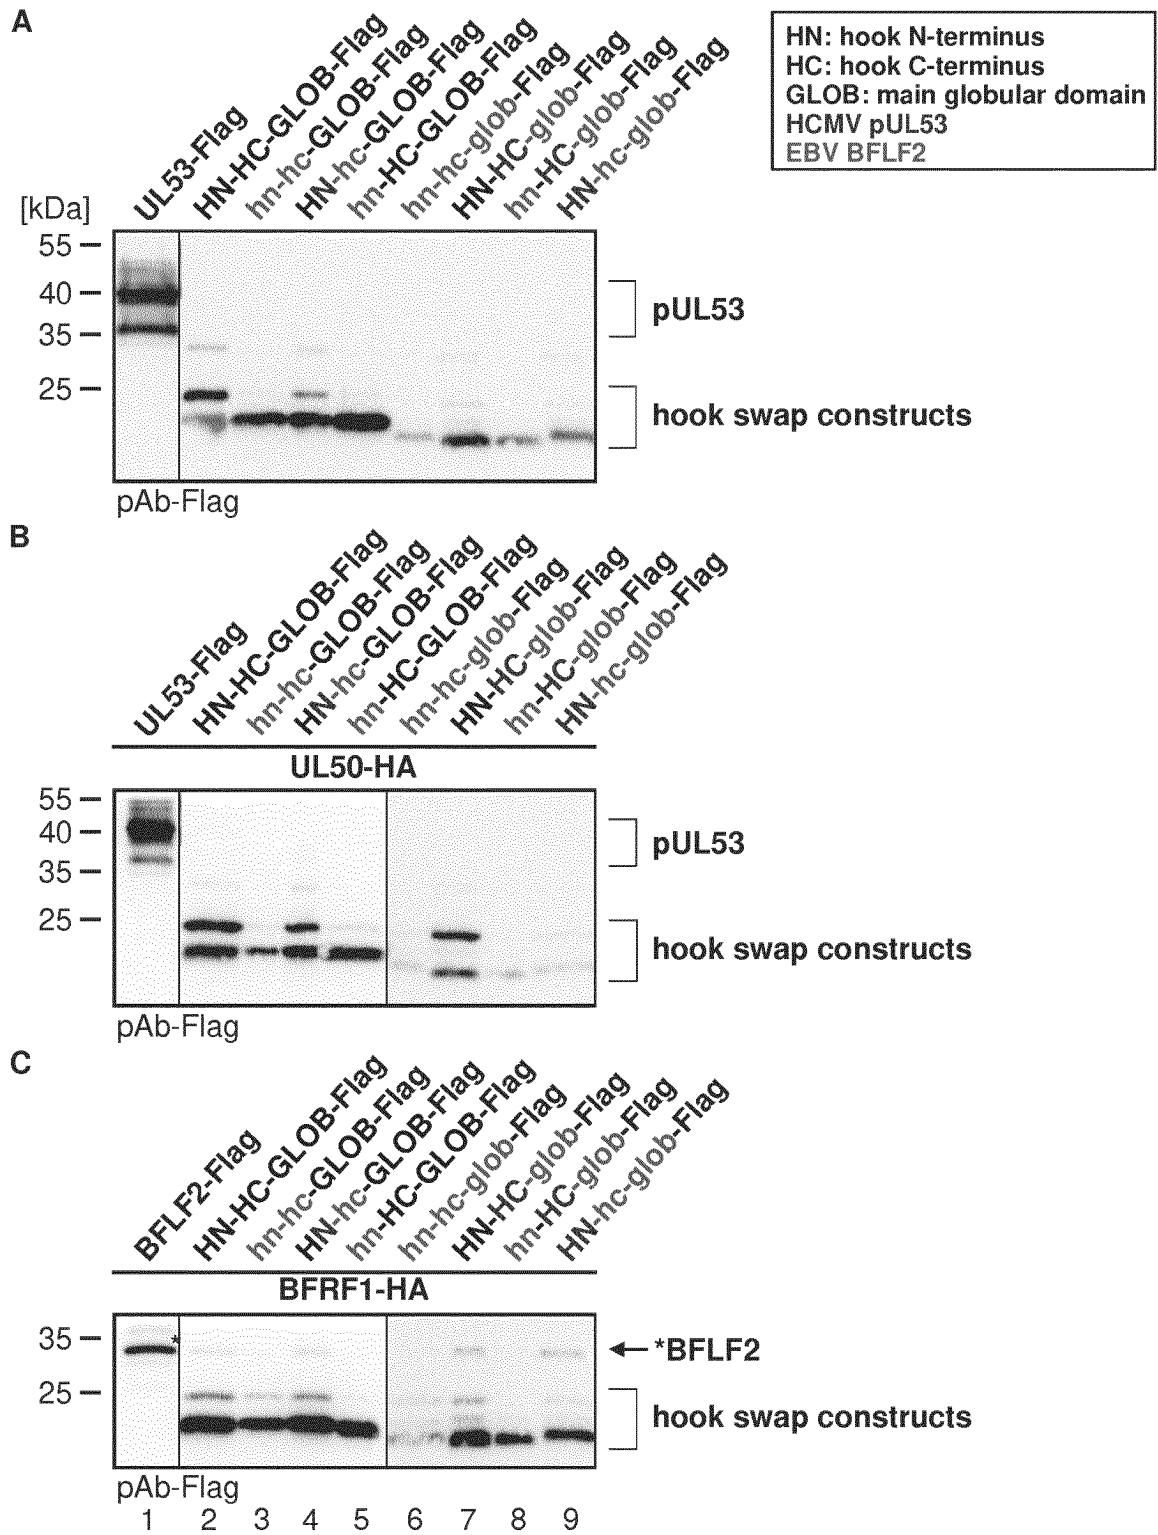 A
UL53-Flag
HN-HC-GLOB-Flag
hn-hc-GLOB-Flag
HN-hc-GLOB-Flag
hn-HC-GLOB-Flag
hn-hc-glob-Flag
HN-HC-glob-Flag
hn-HC-glob-Flag
HN-hc-glob-Flag
HN: hook N-terminus
HC: hook C-terminus
GLOB: main globular domain
HCMV pUL53
EBV BFLF2
[kDa]
55
40
35
25
pUL53
hook swap constructs
pAb-Flag
B
UL53-Flag
HN-HC-GLOB-Flag
hn-hc-GLOB-Flag
HN-hc-GLOB-Flag
hn-HC-GLOB-Flag
hn-hc-glob-Flag
HN-HC-glob-Flag
hn-HC-glob-Flag
HN-hc-glob-Flag
UL50-HA
55
40
35
25
pUL53
hook swap constructs
pAb-Flag
C
BFLF2-Flag
HN-HC-GLOB-Flag
hn-hc-GLOB-Flag
HN-hc-GLOB-Flag
hn-HC-GLOB-Flag
hn-hc-glob-Flag
HN-HC-glob-Flag
hn-HC-glob-Flag
HN-hc-glob-Flag
BFRF1-HA
35
25
*
*BFLF2
hook swap constructs
pAb-Flag
1 2 3 4 5 6 7 8 9